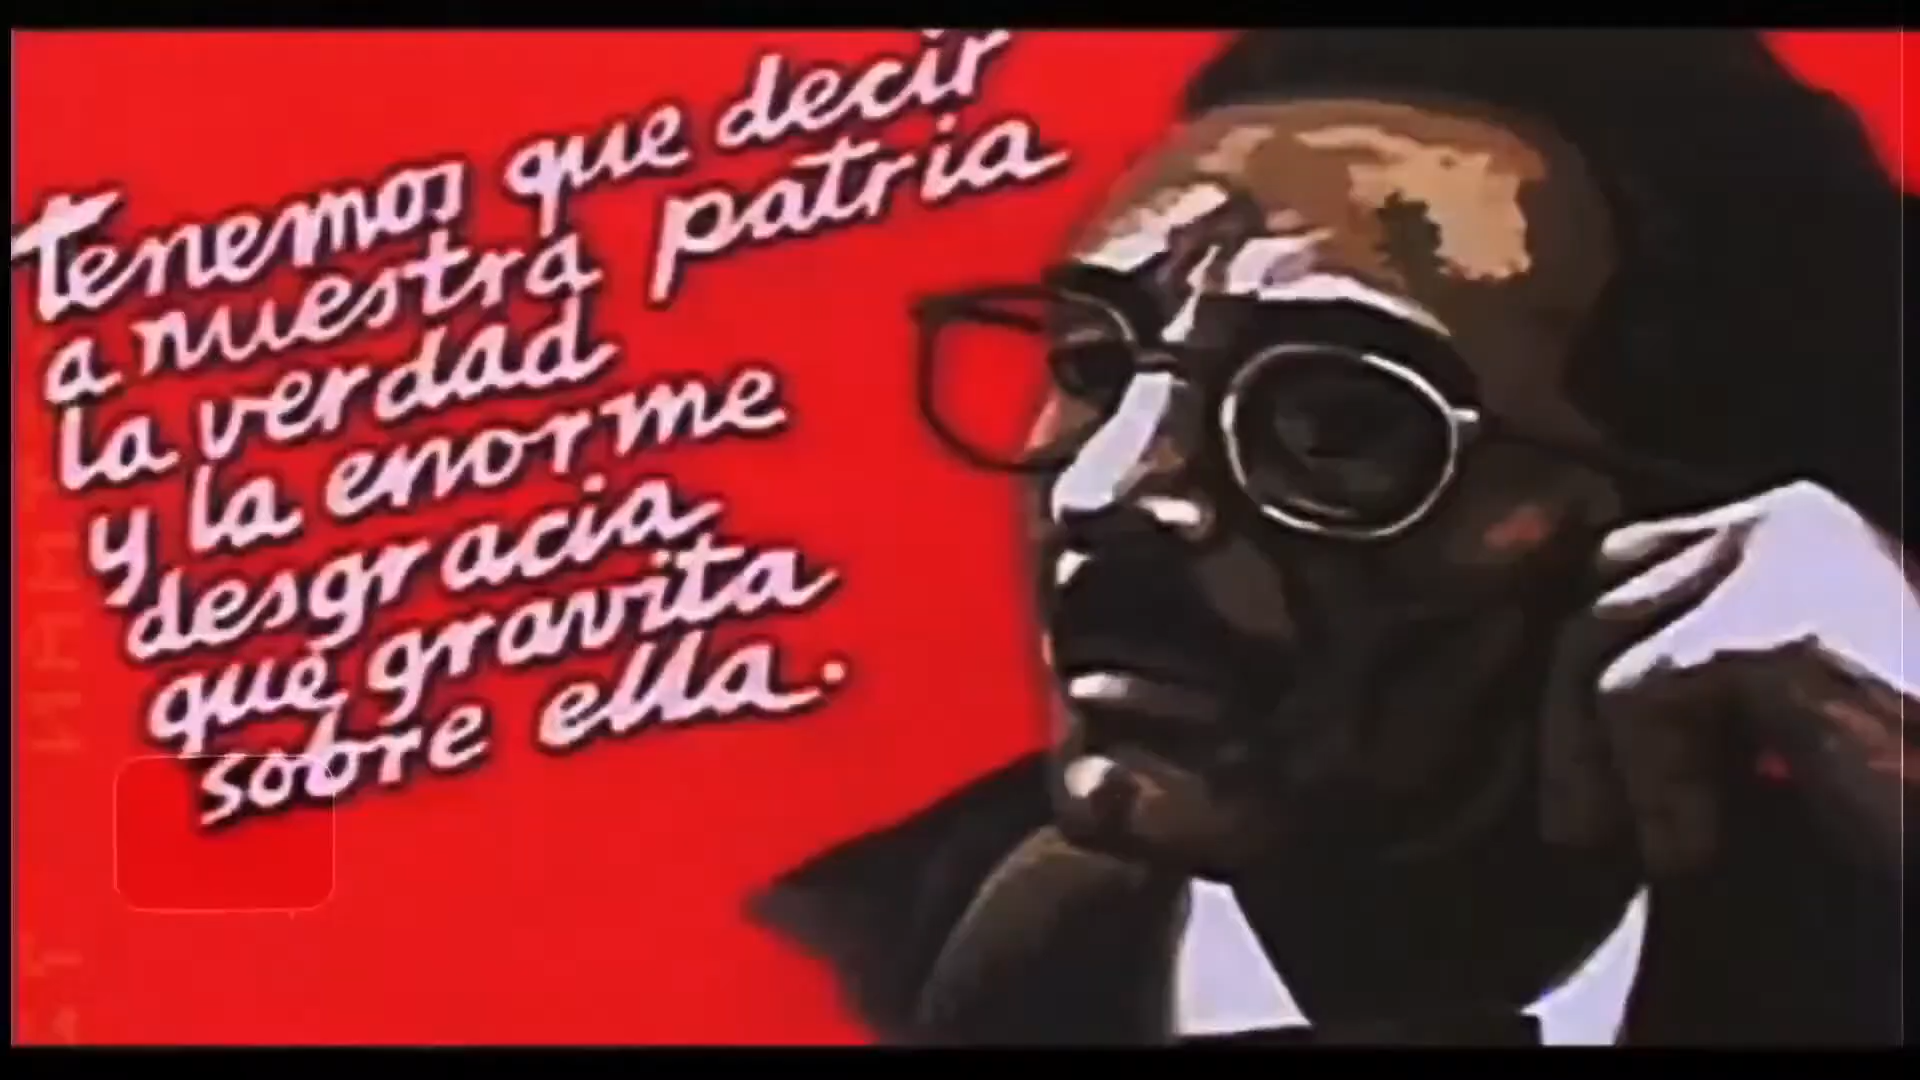 tenemos que decir
a nuestra patria
la verdad
y la enorme
desgracia
que gravita
sobre ella.